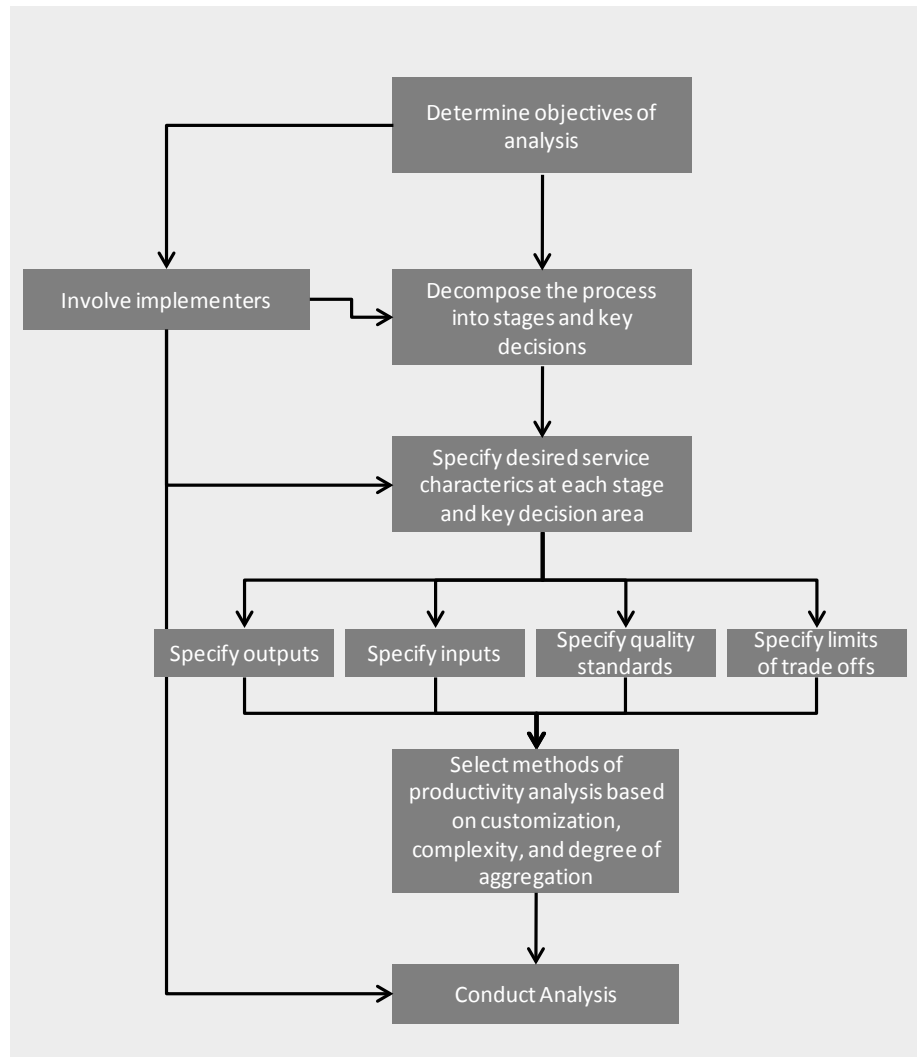 Determine objectives of
analysis
Involve implementers
Decompose the process
into stages and key
decisions
Specify desired service
characterics at each stage
and key decision area
Specify outputs
Specify inputs
Specify quality
standards
Specify limits
of trade offs
Select methods of
productivity analysis based
on customization,
complexity, and degree of
aggregation
Conduct Analysis